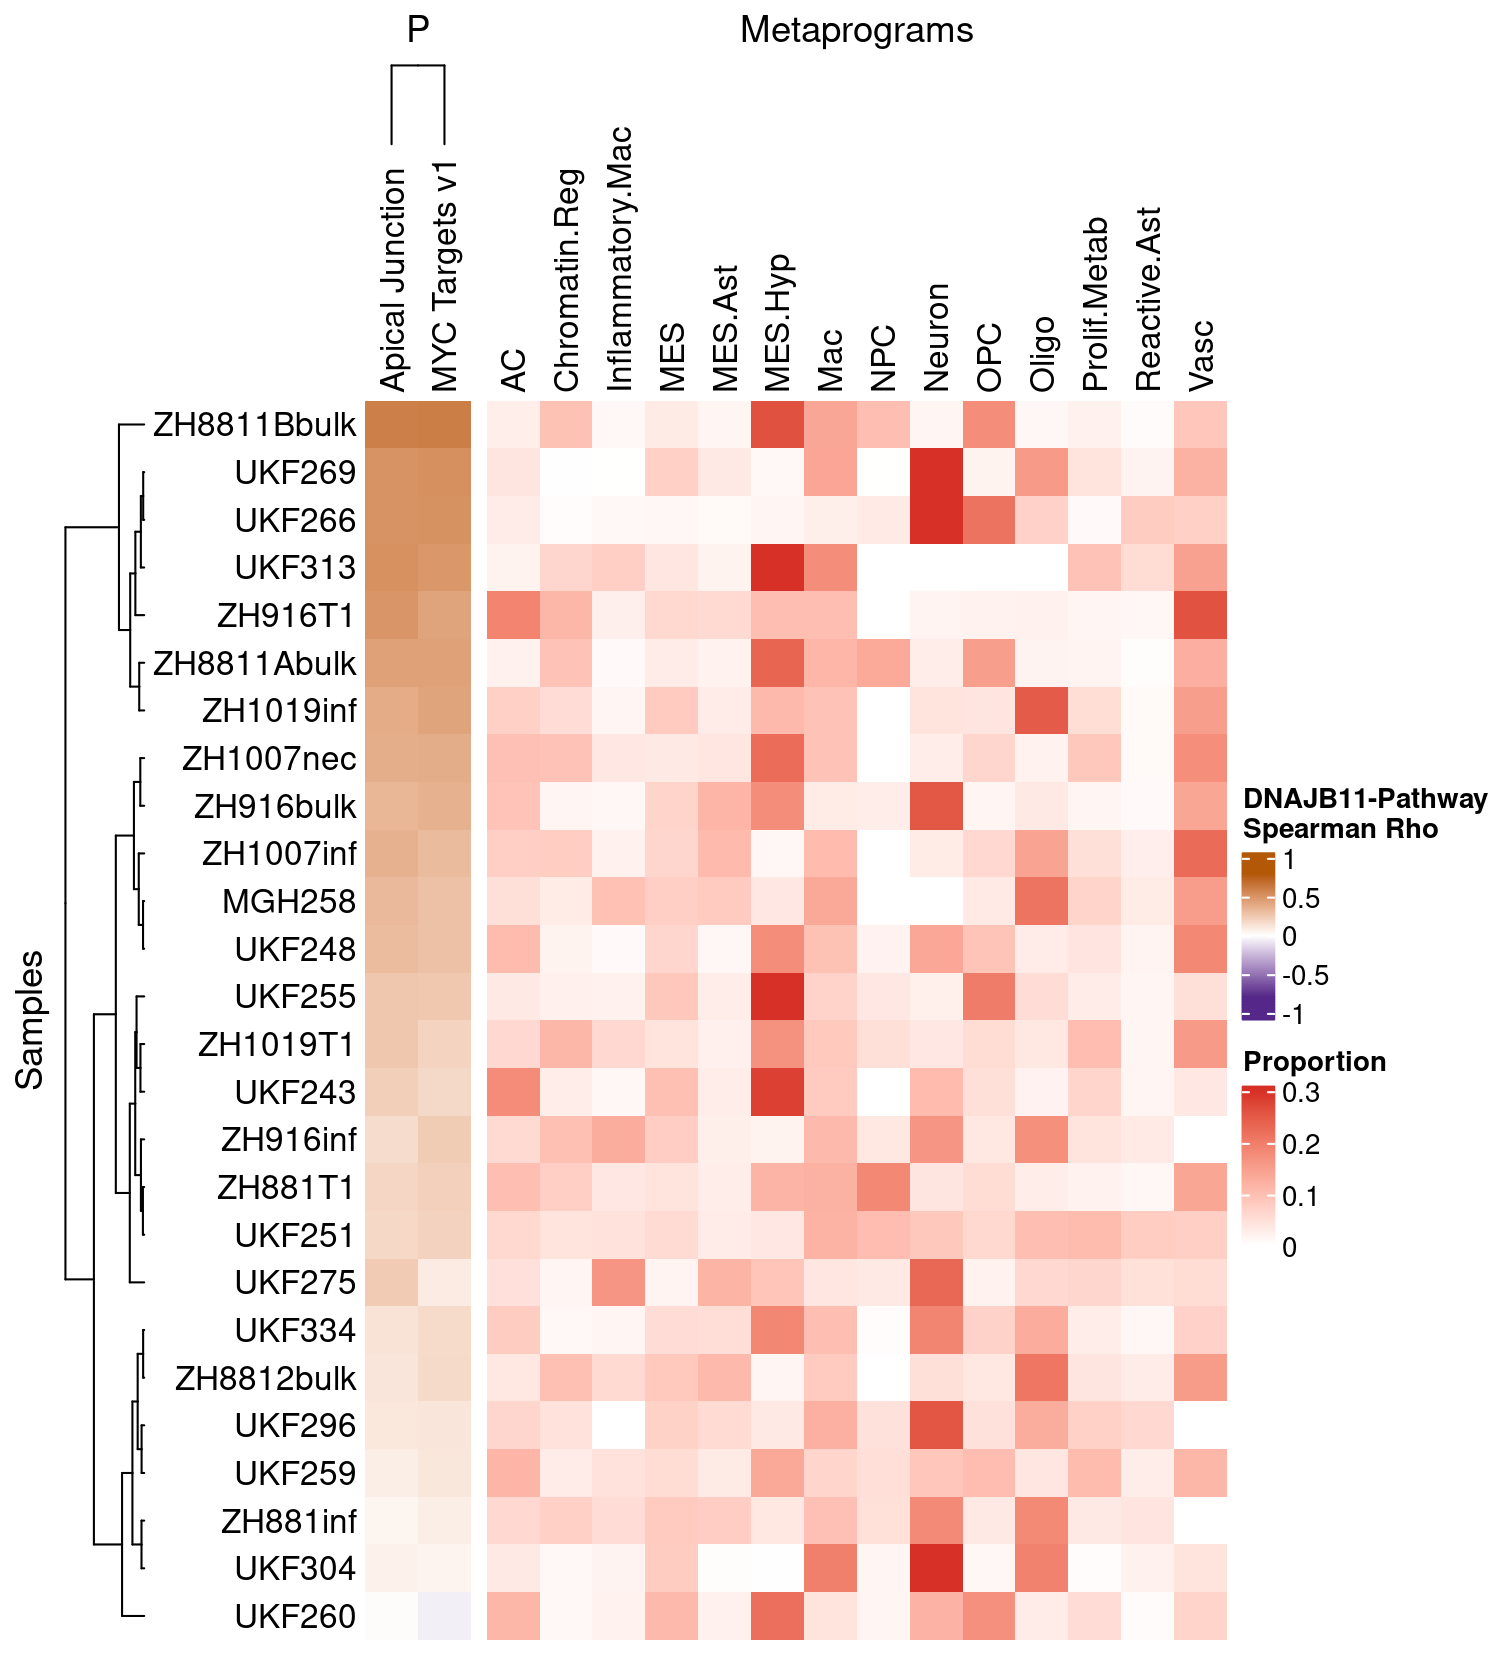 P
Metaprograms
Apical Junction
MYC Targets v1
AC
Chromatin.Reg
Inflammatory.Mac
MES
MES.Ast
MES.Hyp
Mac
NPC
Neuron
OPC
Oligo
Prolif.Metab
Reactive.Ast
Vasc
Samples
ZH8811Bbulk
UKF269
UKF266
UKF313
ZH916T1
ZH8811Abulk
ZH1019inf
ZH1007nec
ZH916bulk
ZH1007inf
MGH258
UKF248
UKF255
ZH1019T1
UKF243
ZH916inf
ZH881T1
UKF251
UKF275
UKF334
ZH8812bulk
UKF296
UKF259
ZH881inf
UKF304
UKF260
DNAJB11-Pathway
Spearman Rho
1
0.5
0
-0.5
-1
Proportion
0.3
0.2
0.1
0